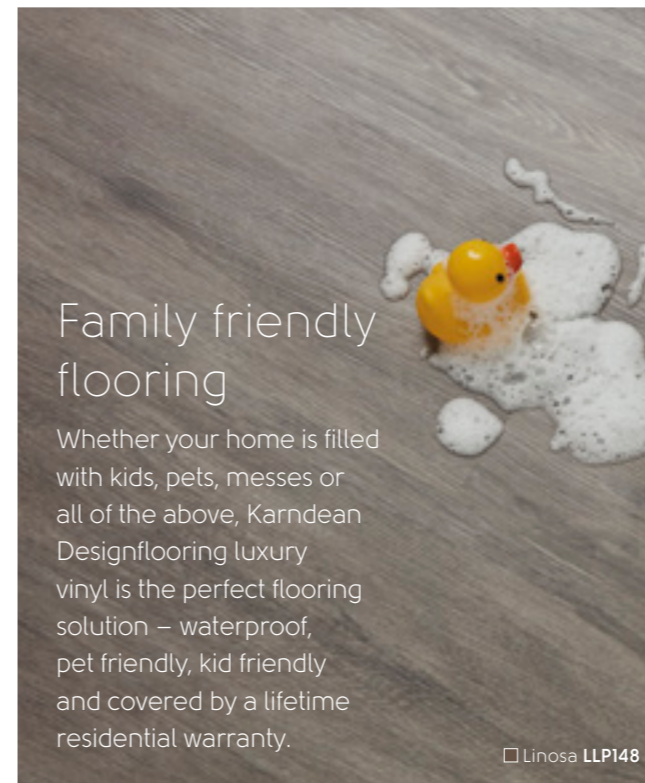 Family friendly
flooring
Whether your home is filled
with kids, pets, messes or
all of the above, Karndean
Designflooring luxury
vinyl is the perfect flooring
solution – waterproof,
pet friendly, kid friendly
and covered by a lifetime
residential warranty.
Linosa LLP148